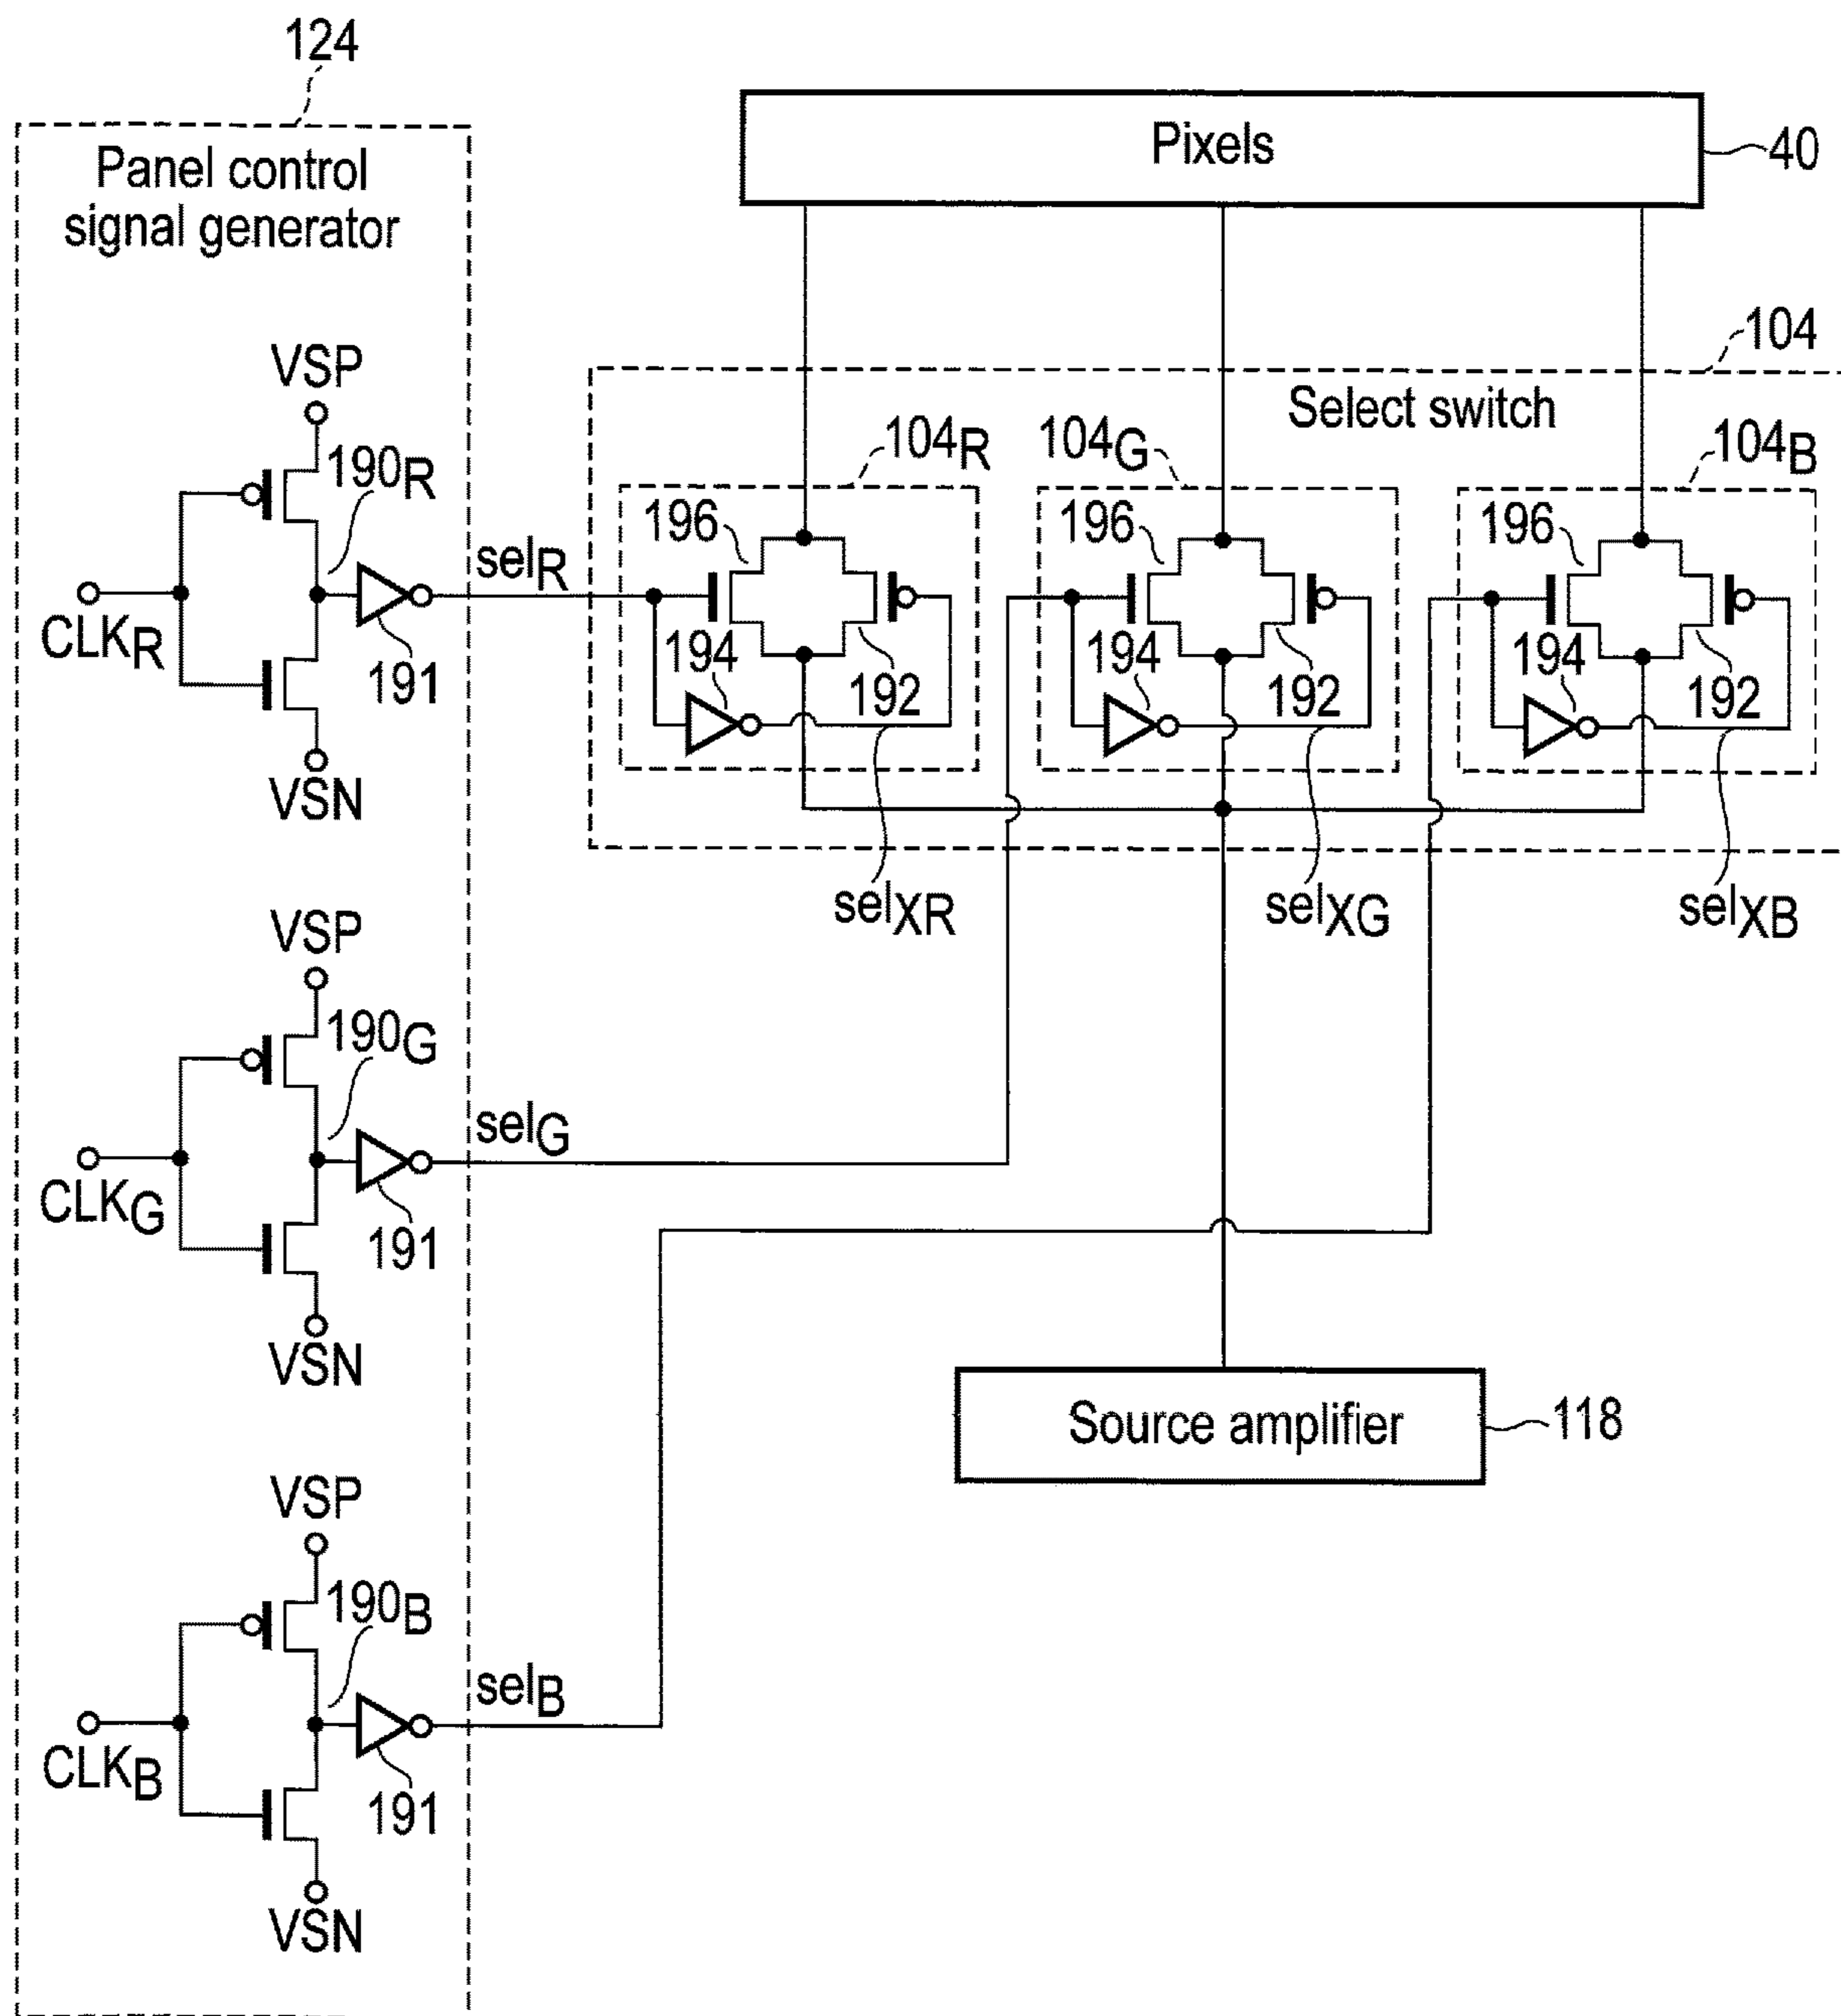 124
Panel control
signal generator
Pixels
40
104
Select switch
VSP
190R
104R
104G
104B
CLKR
191
VSN
selR
196
194
192
196
194
192
196
194
192
selXR
selXG
selXB
VSP
190G
CLKG
191
VSN
selG
Source amplifier
118
VSP
190B
CLKB
191
VSN
selB